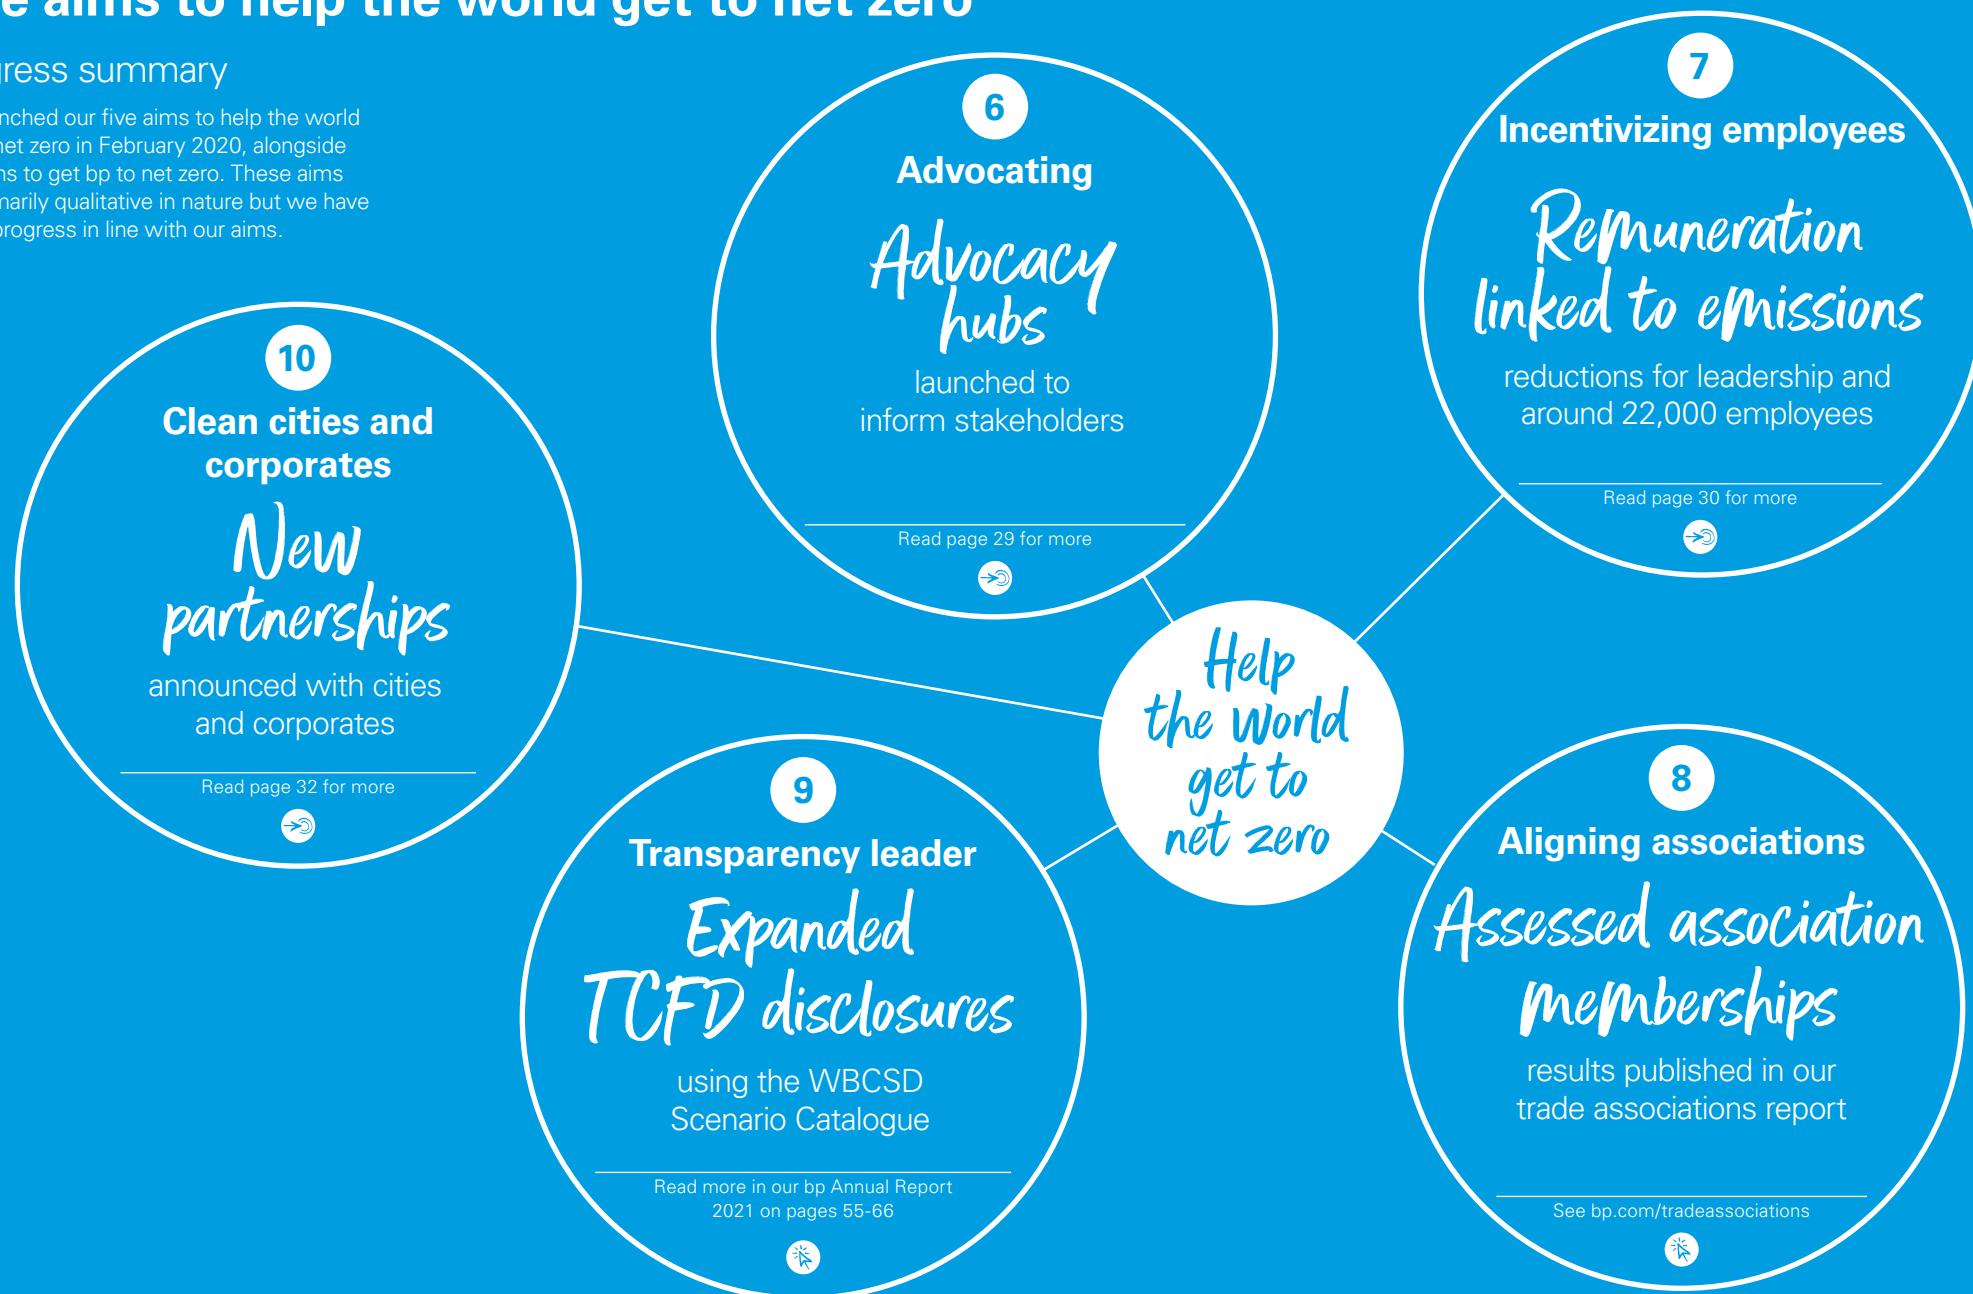 aims to help the world get to net zero
summary
our five aims to help the world
net zero in February 2020, alongside
to get bp to net zero. These aims
qualitative in nature but we have
progress in line with our aims.
6
Advocating
Advocacy
hubs
launched to
inform stakeholders
Read page 29 for more
7
Incentivizing employees
Remuneration
linked to emissions
reductions for leadership and
around 22,000 employees
Read page 30 for more
10
Clean cities and
corporates
New
partnerships
announced with cities
and corporates
Read page 32 for more
Help
the world
get to
net zero
9
Transparency leader
Expanded
TCFD disclosures
using the WBCSD
Scenario Catalogue
Read more in our bp Annual Report
2021 on pages 55-66
8
Aligning associations
Assessed association
memberships
results published in our
trade associations report
See bp.com/tradeassociations